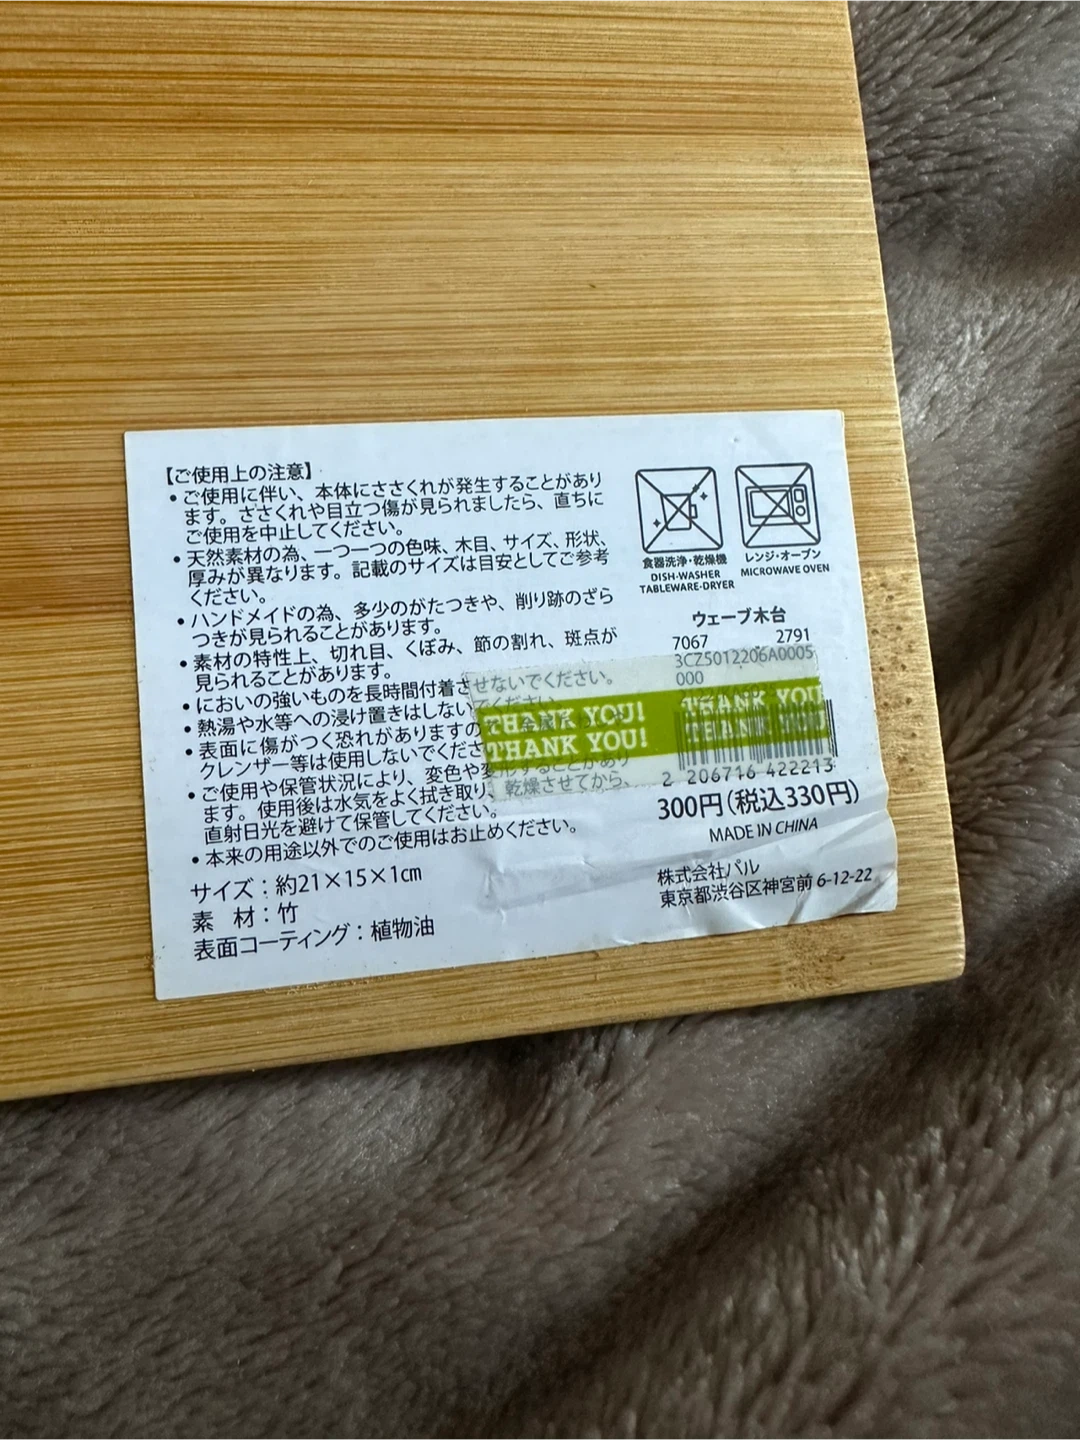 【ご使用上の注意】
•ご使用に伴い、本体にささくれが発生することがあり
ます。ささくれや目立つ傷が見られましたら、直ちに
ご使用を中止してください。
•天然素材の為、一つ一つの色味、木目、サイズ、形状、
厚みが異なります。記載のサイズは目安としてご参考
ください。
•ハンドメイドの為、多少のがたつきや、削り跡のざら
つきが見られることがあります。
•素材の特性上、切れ目、くぼみ、節の割れ、斑点が
見られることがあります。
•においの強いものを長時間付着させないでください。
•熱湯や水等への浸け置きはしないでください。
•表面に傷がつく恐れがありますの
クレンザー等は使用しないでくださ
•ご使用や保管状況により、変色や変形することがあり
ます。使用後は水気をよく拭き取り、乾燥させてから、
直射日光を避けて保管してください。
•本来の用途以外でのご使用はお止めください。
サイズ：約21×15×1cm
素 材：竹
表面コーティング：植物油
食器洗浄・乾燥機
DISH-WASHER
TABLEWARE-DRYER
レンジ・オーブン
MICROWAVE OVEN
ウェーブ木台
7067 2791
3CZ5012206A0005
000
THANK YOU! THANK YOU
THANK YOU! THANK YOU
2 206716 422213
300円（税込330円）
MADE IN CHINA
株式会社パル
東京都渋谷区神宮前 6-12-22